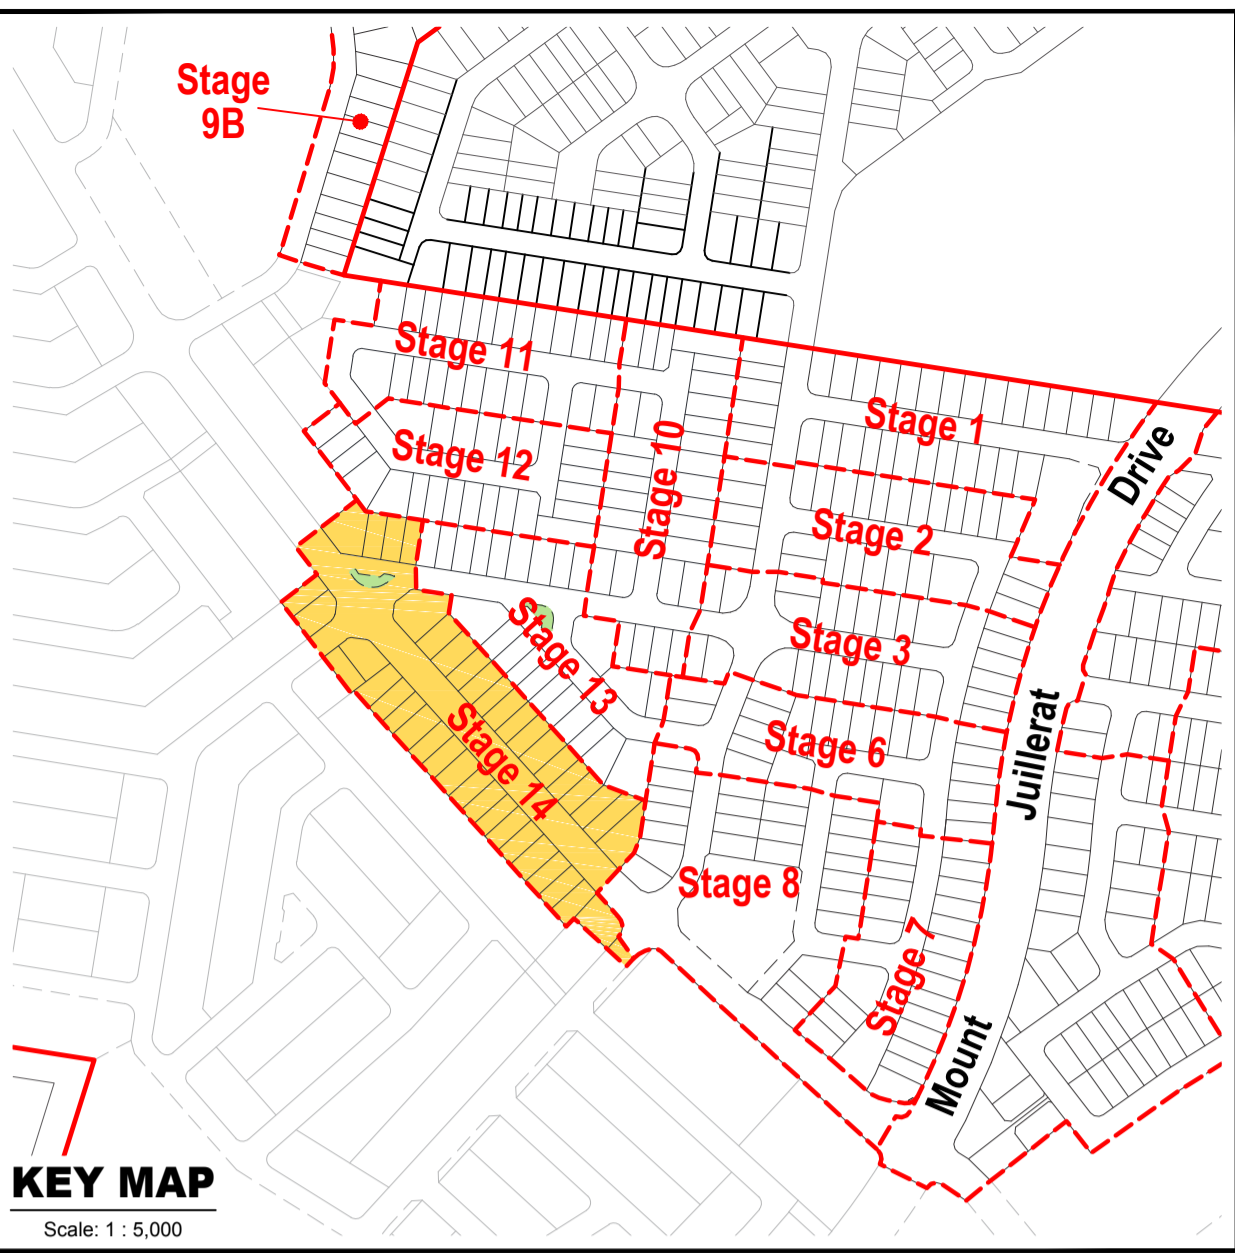 Stage
9B
Stage 11
Stage 1
Drive
Stage 12
Stage 10
Stage 2
Stage 13
Stage 3
Juillerat
Stage 14
Stage 6
Stage 8
Stage 7
Mount
KEY MAP
Scale: 1 : 5,000